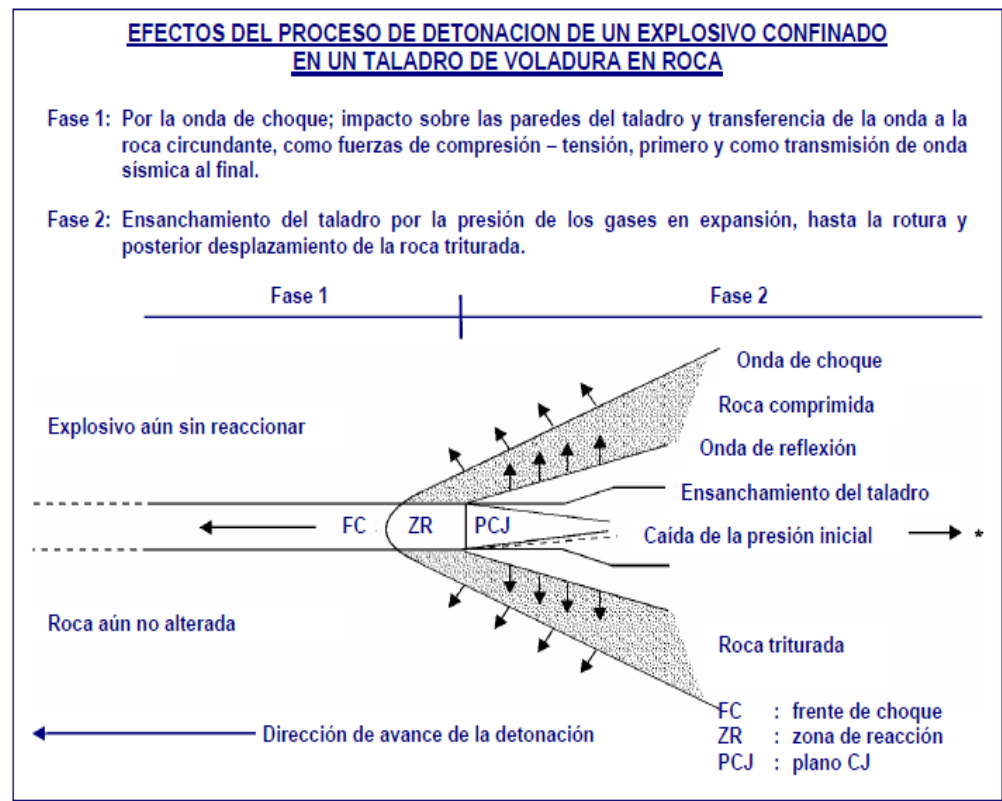 EFECTOS DEL PROCESO DE DETONACION DE UN EXPLOSIVO CONFINADO
EN UN TALADRO DE VOLADURA EN ROCA
Fase 1: Por la onda de choque; impacto sobre las paredes del taladro y transferencia de la onda a la
roca circundante, como fuerzas de compresión – tensión, primero y como transmisión de onda
sísmica al final.
Fase 2: Ensanchamiento del taladro por la presión de los gases en expansión, hasta la rotura y
posterior desplazamiento de la roca triturada.
Fase 1
Fase 2
Onda de choque
Roca comprimida
Explosivo aún sin reaccionar
Onda de reflexión
Ensanchamiento del taladro
FC ZR PCJ
Caída de la presión inicial *
Roca aún no alterada
Roca triturada
FC : frente de choque
ZR : zona de reacción
PCJ : plano CJ
Dirección de avance de la detonación